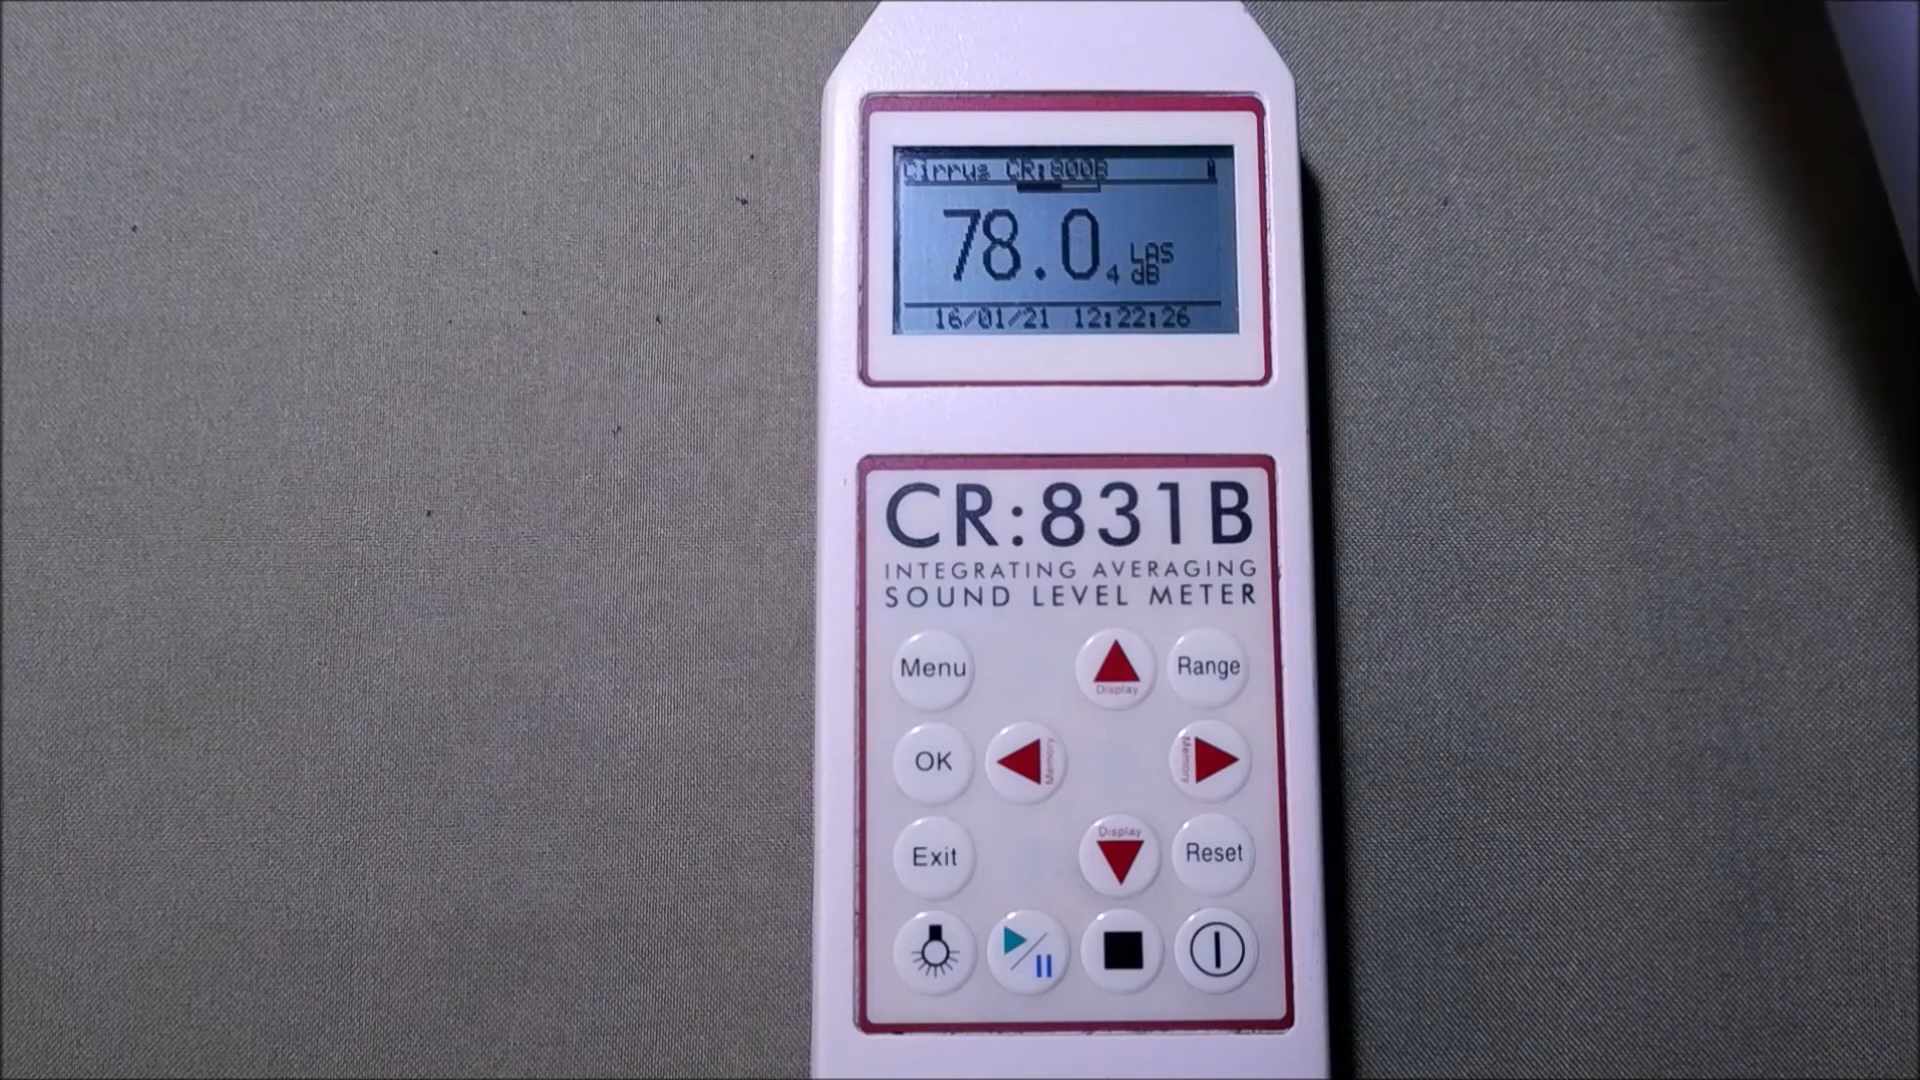 Cirrus CR:800B
78.0
4
LAS
dB
16/01/21 12:22:26
CR:831B
INTEGRATING AVERAGING
SOUND LEVEL METER
Menu
Display
Range
OK
Memory
Memory
Exit
Display
Reset